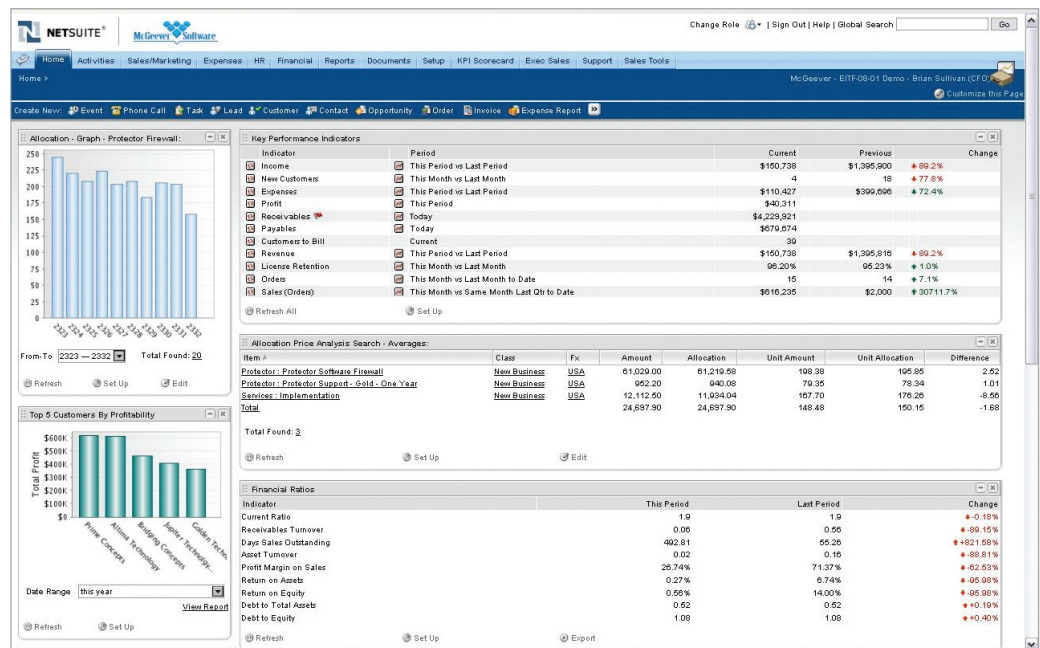 NETSUITE®
McGeever Software
Change Role | Sign Out | Help | Global Search Go
Home Activities Sales/Marketing Expenses HR Financial Reports Documents Setup KPI Scorecard Exec Sales Support Sales Tools
Home >
McGeever - EITF-08-01 Demo - Brian Sullivan (CFO)
Customize this Page
Create New: Event Phone Call Task Lead Customer Contact Opportunity Order Invoice Expense Report
Allocation - Graph - Protector Firewall:
250
225
200
175
150
125
100
75
50
25
0
2323 2324 2325 2326 2327 2328 2329 2330 2331 2332
From-To 2323 — 2332 Total Found: 20
Refresh Set Up Edit
Top 5 Customers By Profitability
Total Profit
$600K
$500K
$400K
$300K
$200K
$100K
$0
Prime Concepts
Altima Technology
Bridging Concepts
Jupiter Technology...
Golden Techn...
Date Range this year
View Report
Refresh Set Up
Key Performance Indicators
Indicator Period Current Previous Change
Income This Period vs Last Period $150,738 $1,395,900 89.2%
New Customers This Month vs Last Month 4 18 77.8%
Expenses This Period vs Last Period $110,427 $399,696 72.4%
Profit This Period $40,311
Receivables Today $4,229,921
Payables Today $679,674
Customers to Bill Current 39
Revenue This Period vs Last Period $150,738 $1,395,816 89.2%
License Retention This Month vs Last Month 96.20% 95.23% 1.0%
Orders This Month vs Last Month to Date 15 14 7.1%
Sales (Orders) This Month vs Same Month Last Qtr to Date $616,235 $2,000 30711.7%
Refresh All Set Up
Allocation Price Analysis Search - Averages:
Item Class Fx Amount Allocation Unit Amount Unit Allocation Difference
Protector : Protector Software Firewall New Business USA 61,029.00 61,219.58 198.38 195.85 2.52
Protector : Protector Support - Gold - One Year New Business USA 952.20 940.08 79.35 78.34 1.01
Services : Implementation New Business USA 12,112.50 11,934.04 167.70 176.26 -8.56
Total 24,697.90 24,697.90 148.48 150.15 -1.68
Total Found: 3
Refresh Set Up Edit
Financial Ratios
Indicator This Period Last Period Change
Current Ratio 1.9 1.9 -0.18%
Receivables Turnover 0.06 0.56 -89.15%
Days Sales Outstanding 492.81 55.26 +821.58%
Asset Turnover 0.02 0.16 -88.81%
Profit Margin on Sales 26.74% 71.37% -62.53%
Return on Assets 0.27% 6.74% -95.98%
Return on Equity 0.56% 14.00% -95.98%
Debt to Total Assets 0.52 0.52 +0.19%
Debt to Equity 1.08 1.08 +0.40%
Refresh Set Up Export